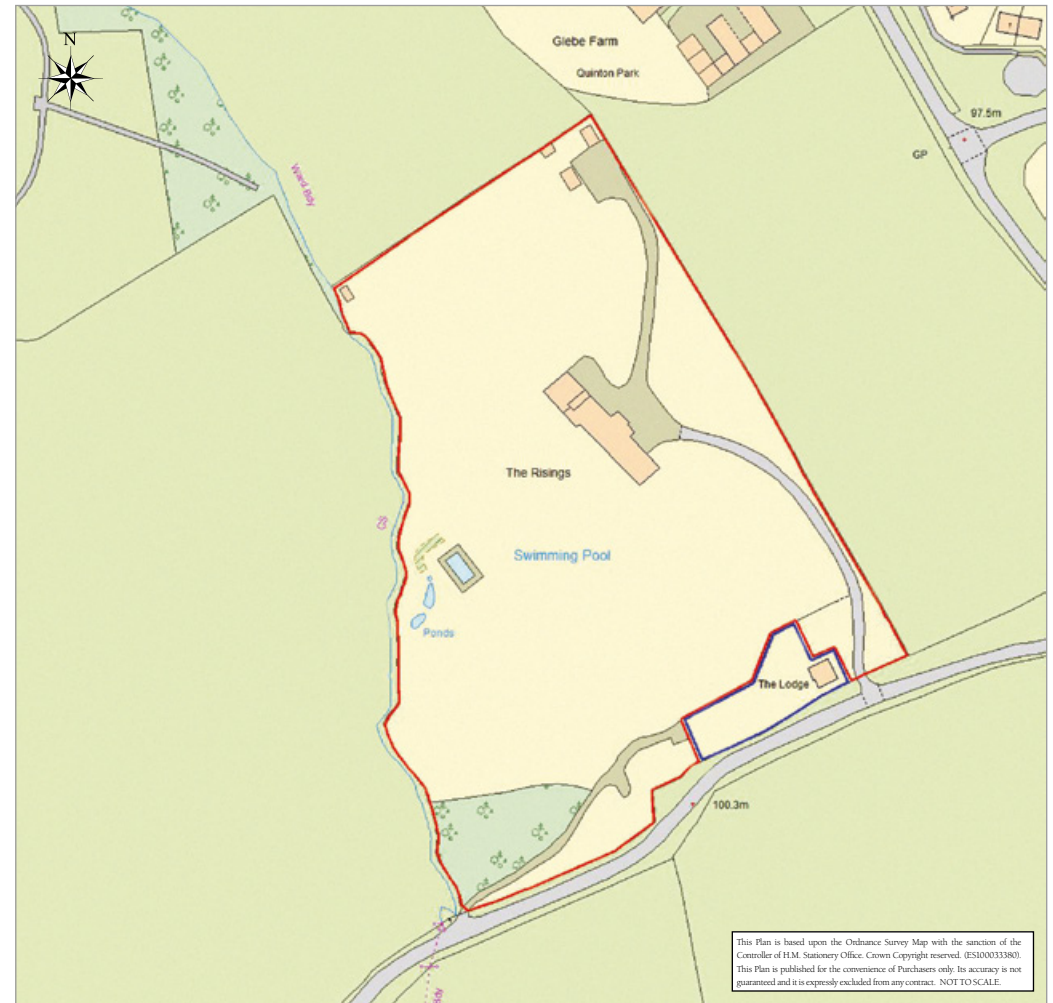 N
Glebe Farm
Quinton Park
97.5m
GP
Ward Bdy
The Risings
CS
Swimming Pool
Ponds
The Lodge
100.3m
Bdy
This Plan is based upon the Ordnance Survey Map with the sanction of the
Controller of H.M. Stationery Office. Crown Copyright reserved. (ES100033380).
This Plan is published for the convenience of Purchasers only. Its accuracy is not
guaranteed and it is expressly excluded from any contract. NOT TO SCALE.